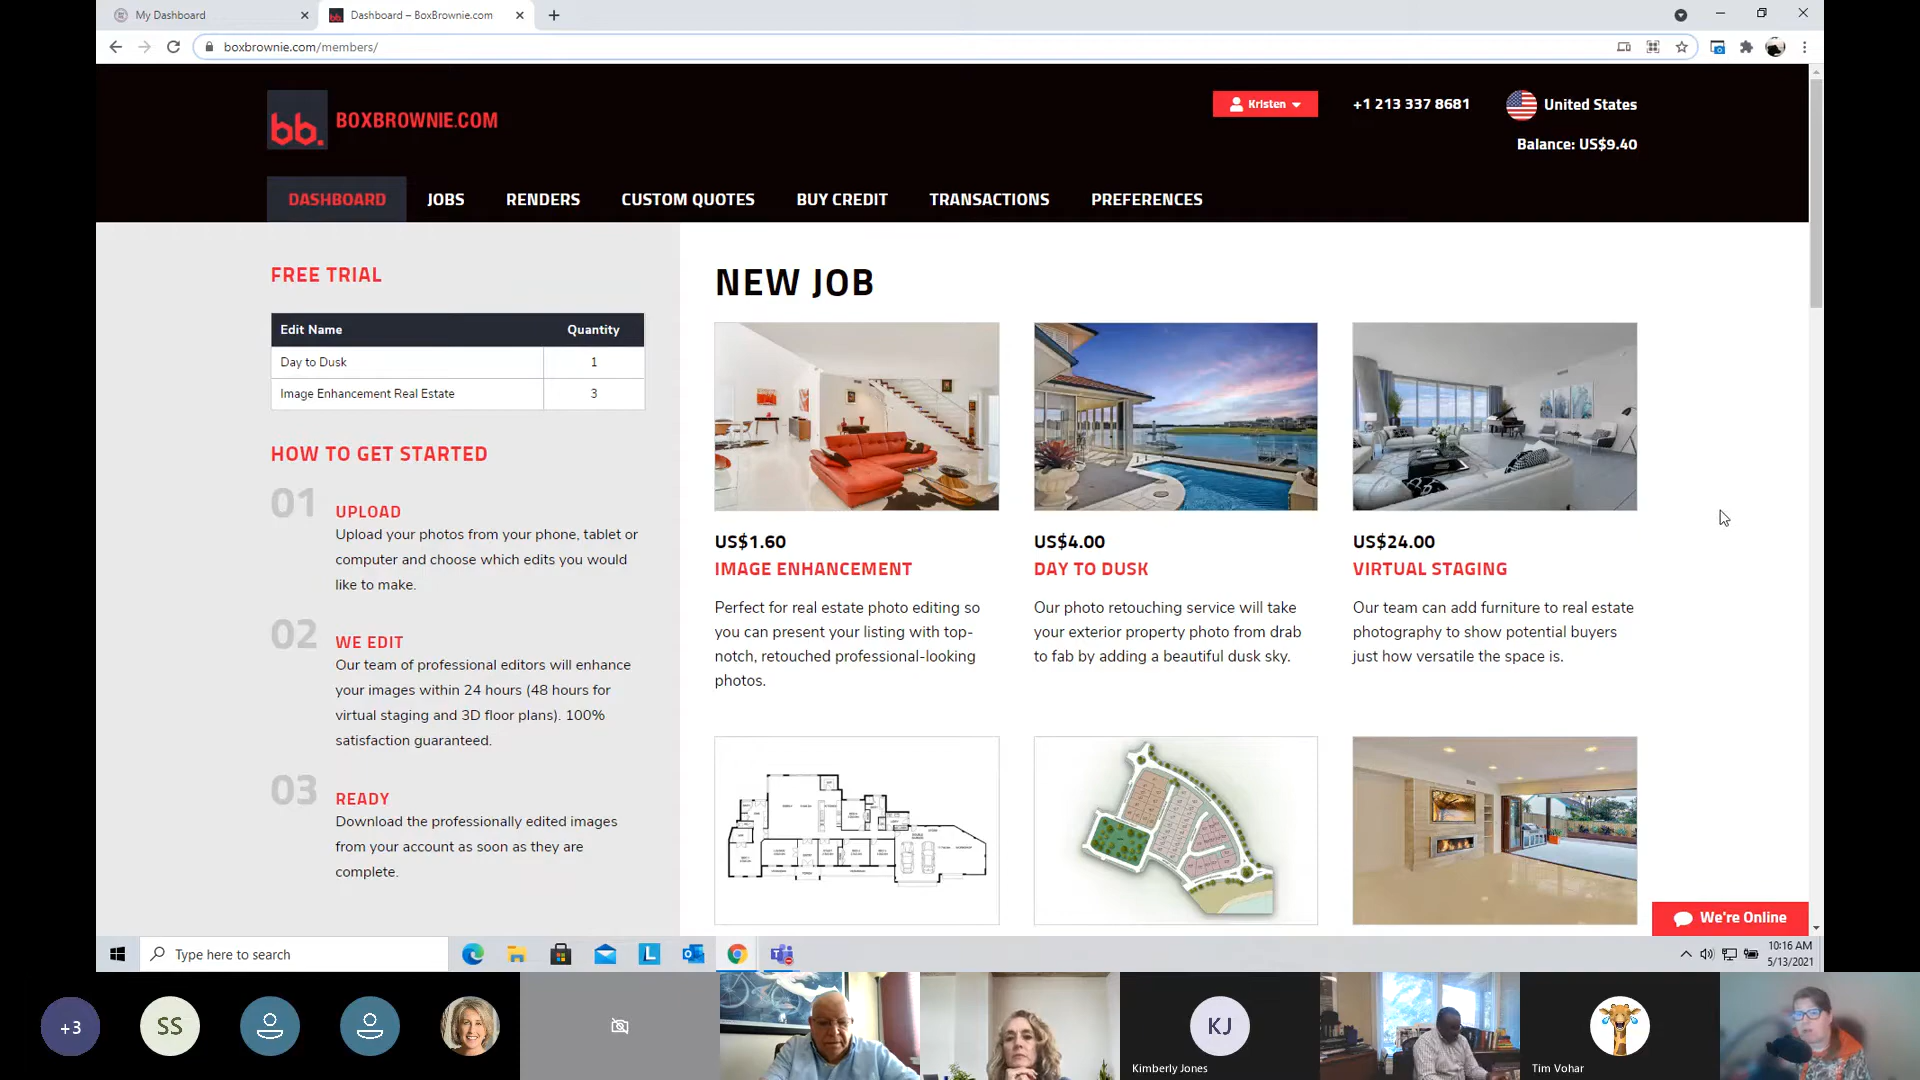 My Dashboard
Dashboard – BoxBrownie.com
boxbrownie.com/members/
bb.
BOXBROWNIE.COM
Kristen
+1 213 337 8681
United States
Balance: US$9.40
DASHBOARD
JOBS
RENDERS
CUSTOM QUOTES
BUY CREDIT
TRANSACTIONS
PREFERENCES
FREE TRIAL
Edit Name
Quantity
Day to Dusk
1
Image Enhancement Real Estate
3
HOW TO GET STARTED
01
UPLOAD
Upload your photos from your phone, tablet or
computer and choose which edits you would
like to make.
02
WE EDIT
Our team of professional editors will enhance
your images within 24 hours (48 hours for
virtual staging and 3D floor plans). 100%
satisfaction guaranteed.
03
READY
Download the professionally edited images
from your account as soon as they are
complete.
NEW JOB
US$1.60
IMAGE ENHANCEMENT
Perfect for real estate photo editing so
you can present your listing with top-
notch, retouched professional-looking
photos.
US$4.00
DAY TO DUSK
Our photo retouching service will take
your exterior property photo from drab
to fab by adding a beautiful dusk sky.
US$24.00
VIRTUAL STAGING
Our team can add furniture to real estate
photography to show potential buyers
just how versatile the space is.
We're Online
Type here to search
L
10:16 AM
5/13/2021
+3
SS
KJ
Kimberly Jones
Tim Vohar